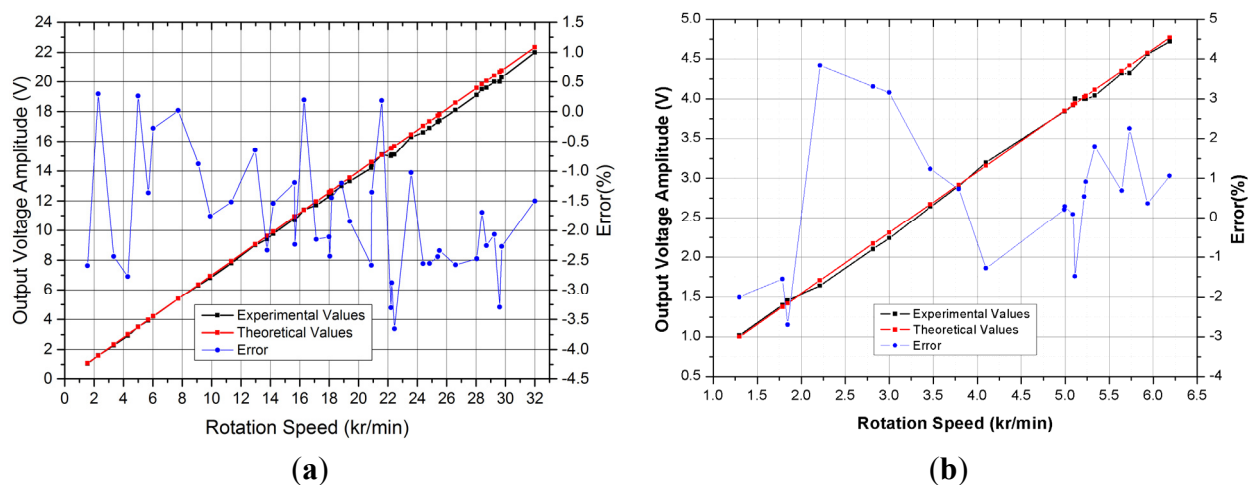 24
22
20
18
16
14
12
10
8
6
4
2
0
Output Voltage Amplitude (V)
1.5
1.0
0.5
0.0
-0.5
-1.0
-1.5
-2.0
-2.5
-3.0
-3.5
-4.0
-4.5
Error(%)
Experimental Values
Theoretical Values
Error
0 2 4 6 8 10 12 14 16 18 20 22 24 26 28 30 32
Rotation Speed (kr/min)
(a)
5.0
4.5
4.0
3.5
3.0
2.5
2.0
1.5
1.0
0.5
Output Voltage Amplitude (V)
5
4
3
2
1
0
-1
-2
-3
-4
Error(%)
Experimental Values
Theoretical Values
Error
1.0 1.5 2.0 2.5 3.0 3.5 4.0 4.5 5.0 5.5 6.0 6.5
Rotation Speed (kr/min)
(b)